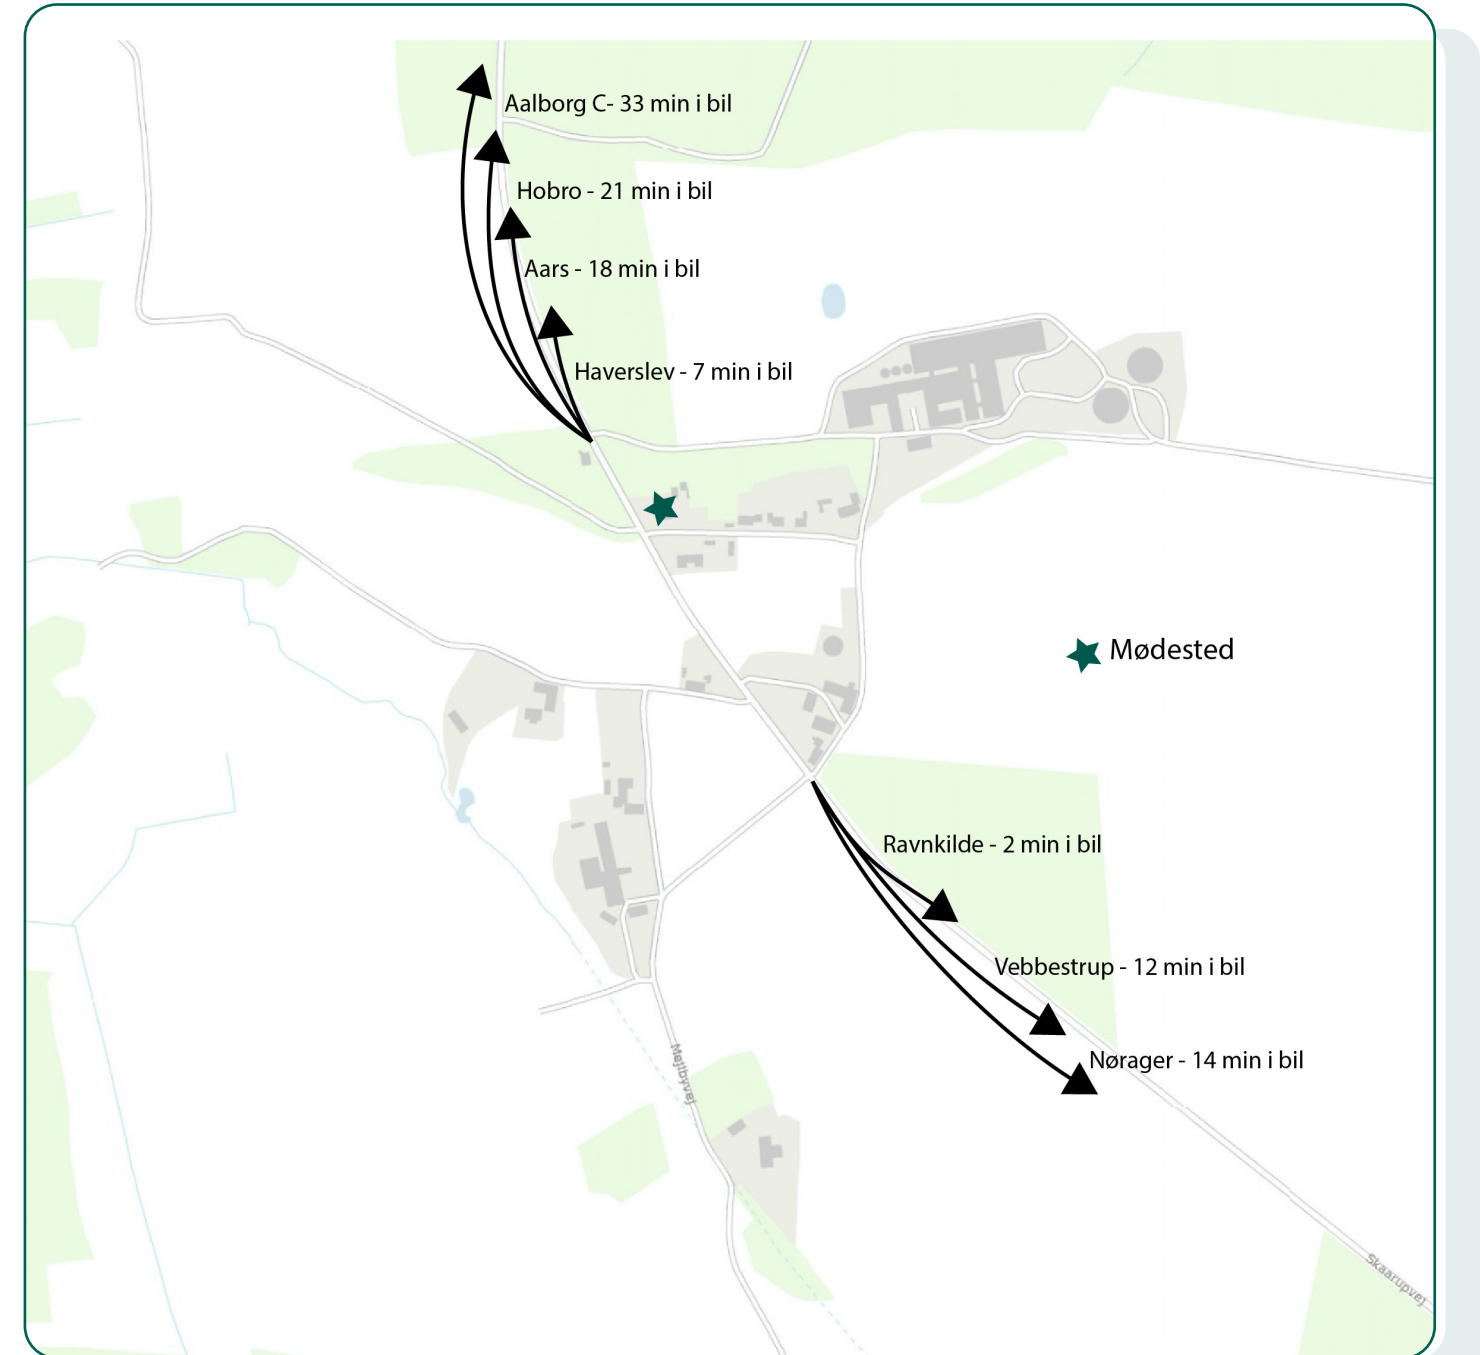 Aalborg C- 33 min i bil
Hobro - 21 min i bil
Aars - 18 min i bil
Haverslev - 7 min i bil
Mødested
Ravnkilde - 2 min i bil
Vebbestrup - 12 min i bil
Nørager - 14 min i bil
Mejlbyvej
Skaarupvej